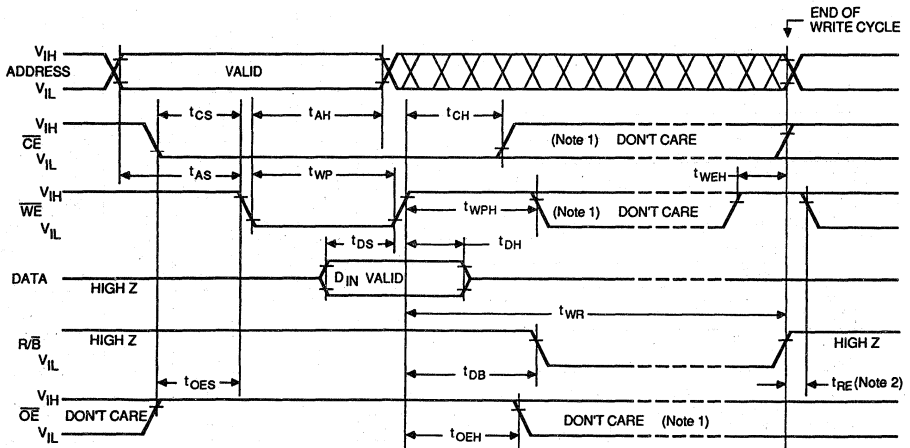 END OF
WRITE CYCLE
VIH
ADDRESS
VIL
VALID
tCS
tAH
tCH
VIH
CE
VIL
(Note 1) DON'T CARE
tAS
tWP
tWEH
VIH
WE
VIL
tWPH
(Note 1) DON'T CARE
tDS
tDH
DATA
HIGH Z
DIN VALID
tWR
R/B
VIL
HIGH Z
HIGH Z
tOES
tDB
tRE (Note 2)
VIH
OE
VIL
DON'T CARE
DON'T CARE (Note 1)
tOEH